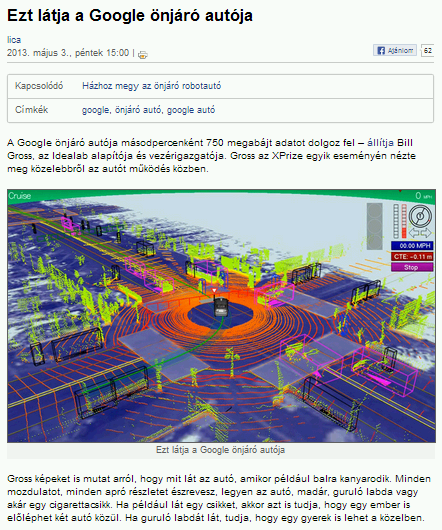 Ezt látja a Google önjáró autója
lica
2013. május 3., péntek 15:00 |
Ajánlom 62
Kapcsolódó Házhoz megy az önjáró robotautó
Címkék google, önjáró autó, google autó
A Google önjáró autója másodpercenként 750 megabájt adatot dolgoz fel – állítja Bill
Gross, az Idealab alapítója és vezérigazgatója. Gross az XPrize egyik eseményén nézte
meg közelebbről az autót működés közben.
Cruise 0 MPH
00.00 MPH
CTE: -0.11 m
Stop
Ezt látja a Google önjáró autója
Gross képeket is mutat arról, hogy mit lát az autó, amikor például balra kanyarodik. Minden
mozdulatot, minden apró részletet észrevesz, legyen az autó, madár, guruló labda vagy
akár egy cigarettacsikk. Ha például lát egy csikket, akkor azt is tudja, hogy egy ember is
előléphet két autó közül. Ha guruló labdát lát, tudja, hogy egy gyerek is lehet a közelben.